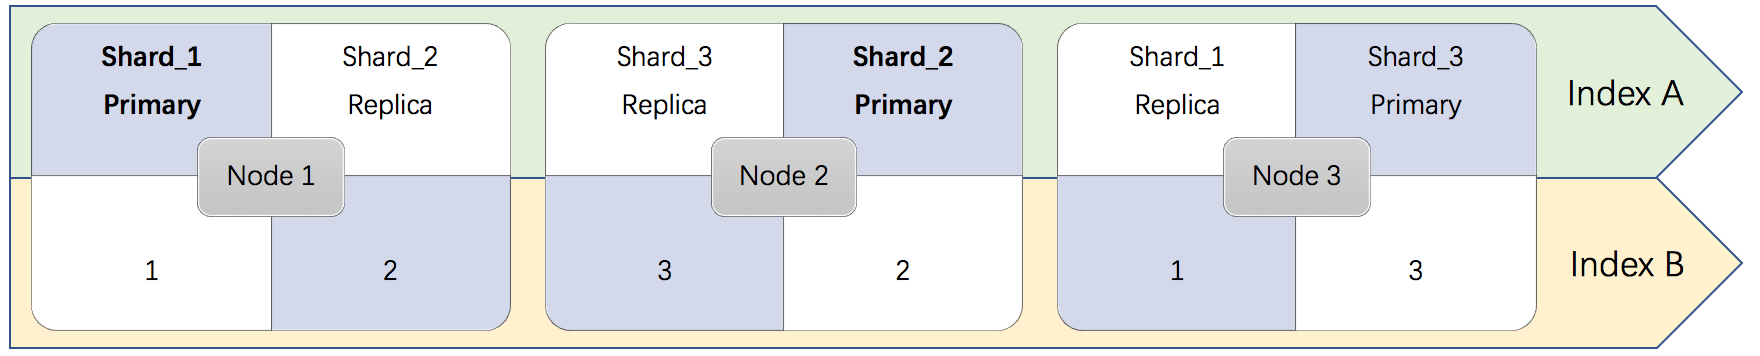 Shard_1
Primary
Shard_2
Replica
Shard_3
Replica
Shard_2
Primary
Shard_1
Replica
Shard_3
Primary
Index A
Node 1
Node 2
Node 3
1
2
3
2
1
3
Index B